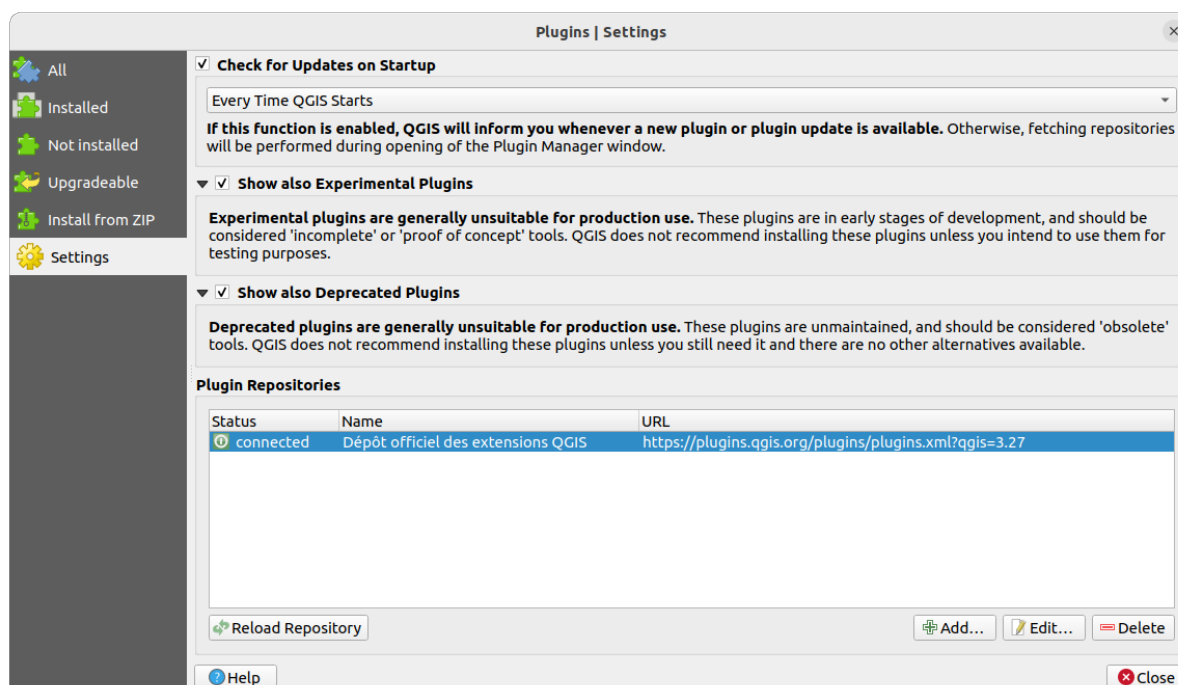 Plugins | Settings
All
Installed
Not installed
Upgradeable
Install from ZIP
Settings
Check for Updates on Startup
Every Time QGIS Starts
If this function is enabled, QGIS will inform you whenever a new plugin or plugin update is available. Otherwise, fetching repositories
will be performed during opening of the Plugin Manager window.
Show also Experimental Plugins
Experimental plugins are generally unsuitable for production use. These plugins are in early stages of development, and should be
considered 'incomplete' or 'proof of concept' tools. QGIS does not recommend installing these plugins unless you intend to use them for
testing purposes.
Show also Deprecated Plugins
Deprecated plugins are generally unsuitable for production use. These plugins are unmaintained, and should be considered 'obsolete'
tools. QGIS does not recommend installing these plugins unless you still need it and there are no other alternatives available.
Plugin Repositories
Status Name URL
connected Dépôt officiel des extensions QGIS https://plugins.qgis.org/plugins/plugins.xml?qgis=3.27
Reload Repository Add... Edit... Delete
Help Close